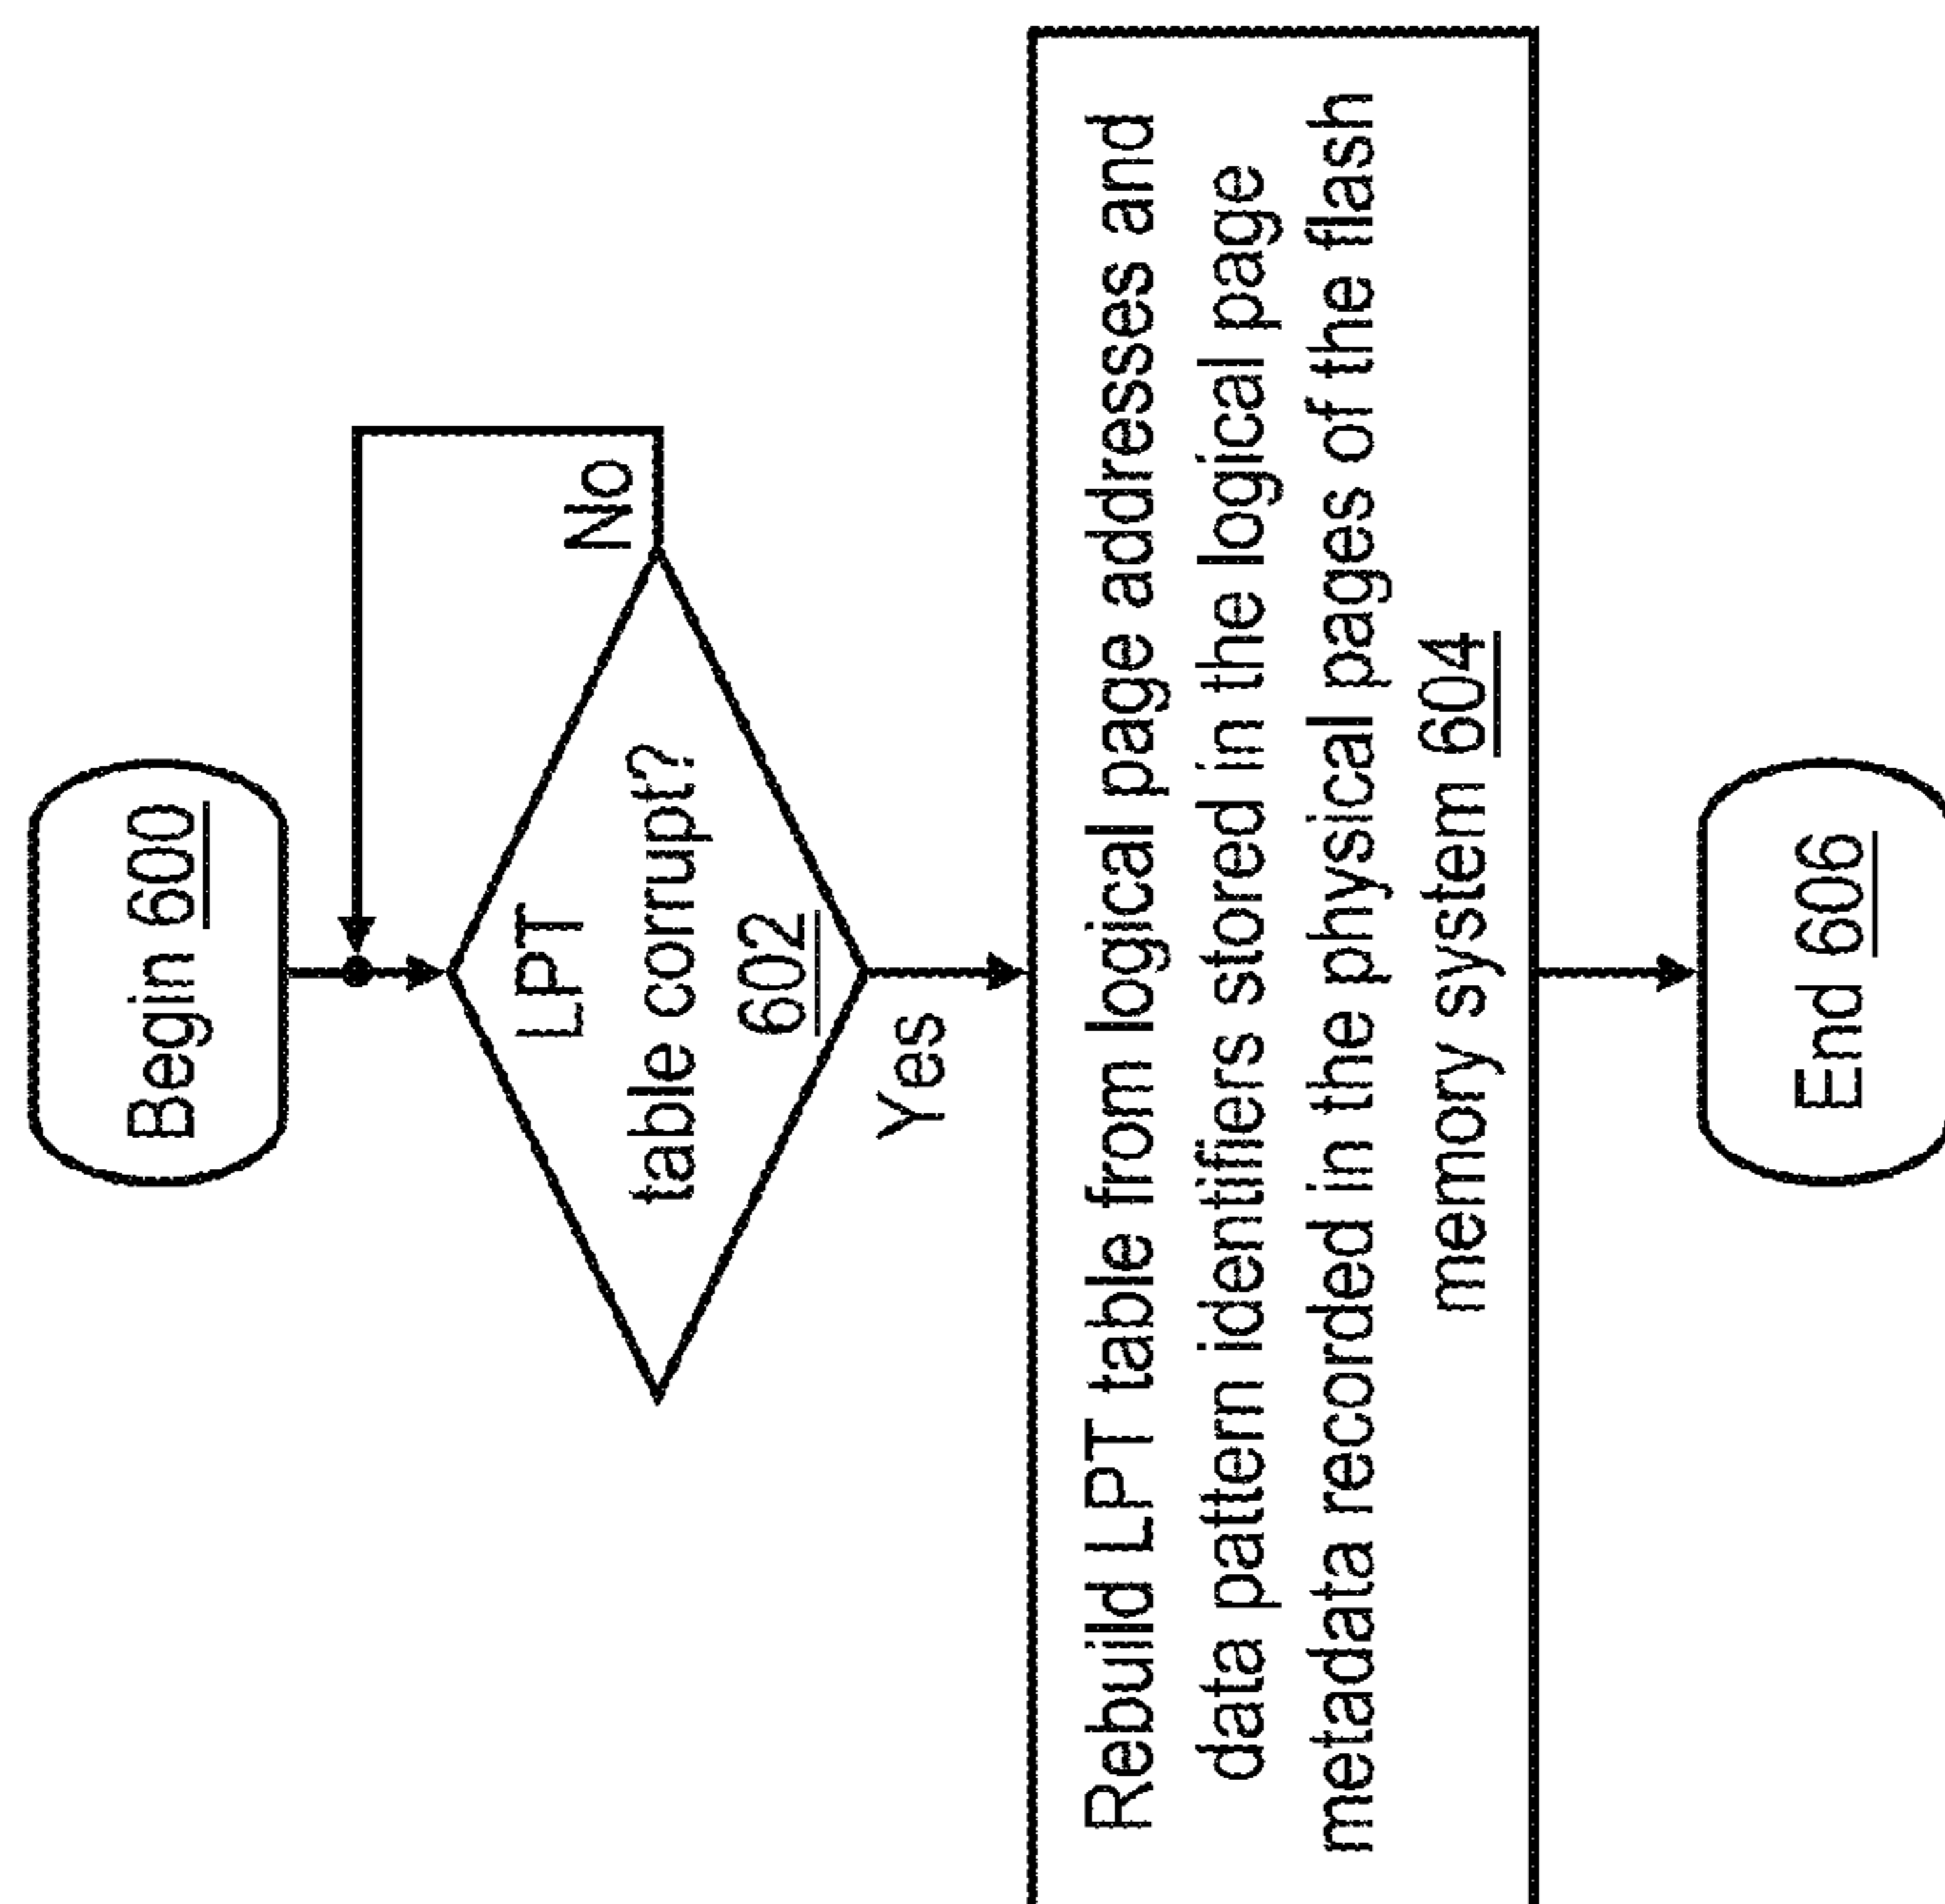 Begin 600
LPT
table corrupt?
602
No
Yes
Rebuild LPT table from logical page addresses and
data pattern identifiers stored in the logical page
metadata recorded in the physical pages of the flash
memory system 604
End 606